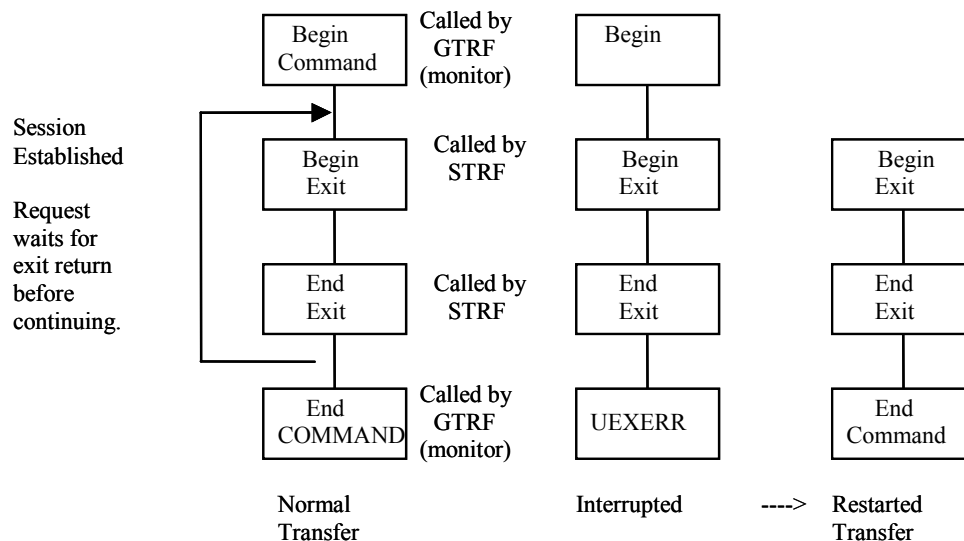 Begin
Command
Called by
GTRF
(monitor)
Begin
Session
Established
Request
waits for
exit return
before
continuing.
Begin
Exit
Called by
STRF
Begin
Exit
Begin
Exit
End
Exit
Called by
STRF
End
Exit
End
Exit
End
COMMAND
Called by
GTRF
(monitor)
UEXERR
End
Command
Normal
Transfer
Interrupted
---->
Restarted
Transfer